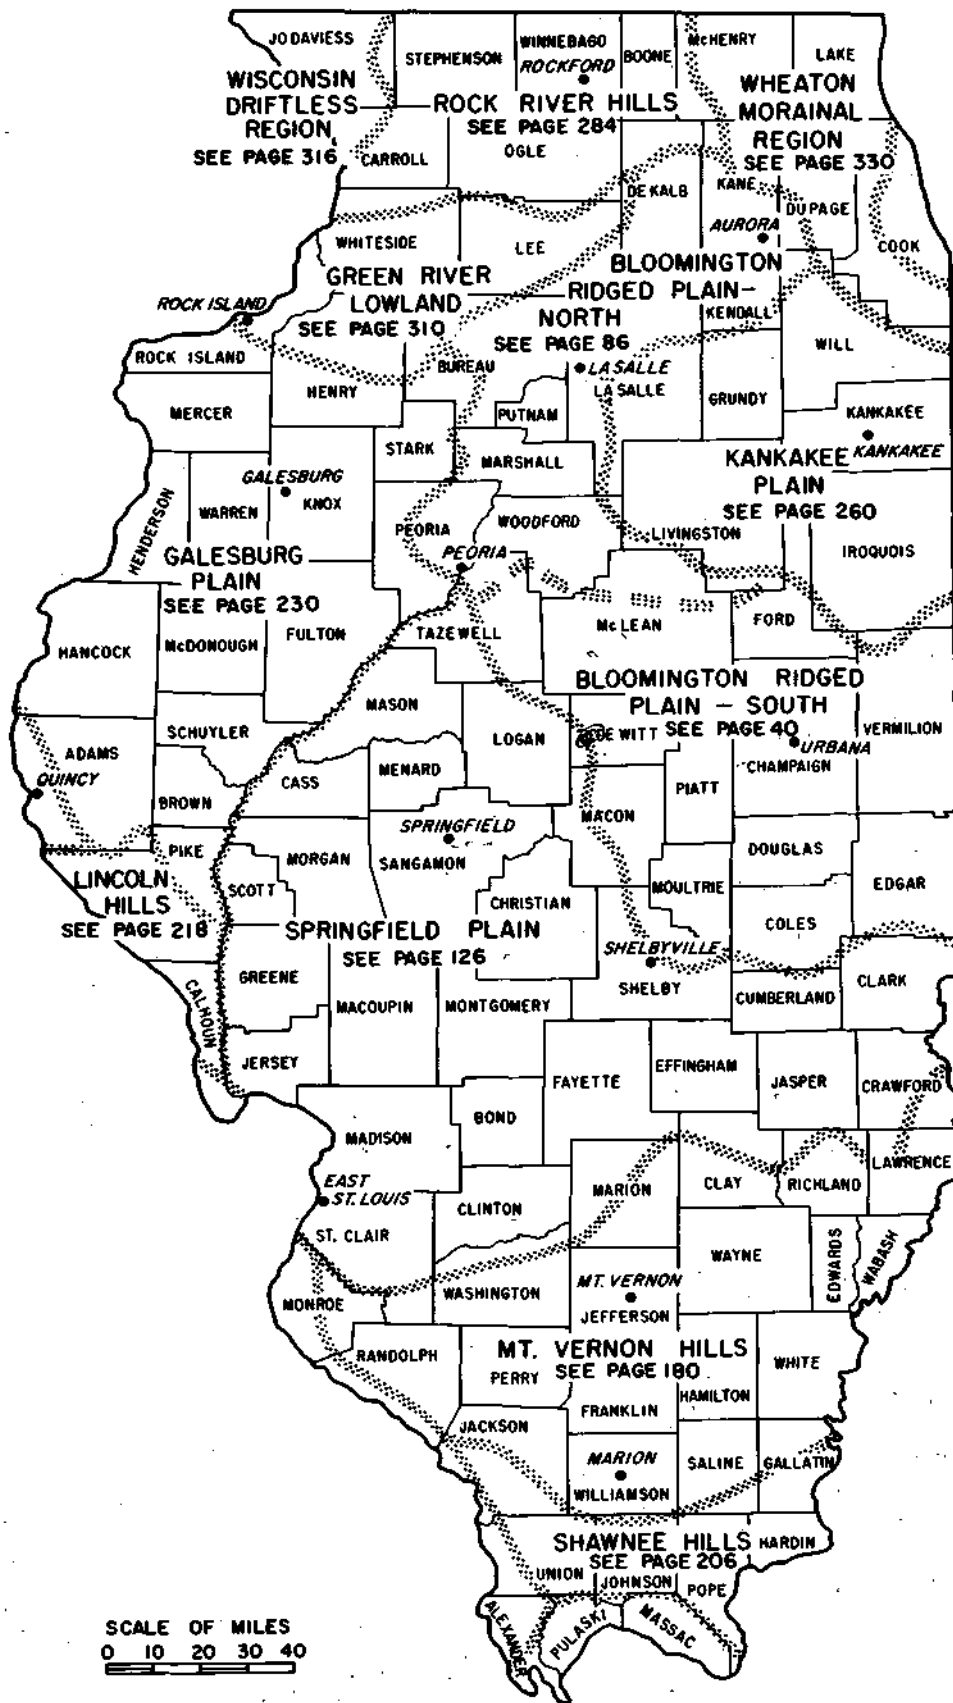 JO DAVIESS
STEPHENSON
WINNEBAGO
ROCKFORD
BOONE
McHENRY
LAKE
WISCONSIN
DRIFTLESS
REGION
SEE PAGE 316
ROCK RIVER HILLS
SEE PAGE 284
WHEATON
MORAINAL
REGION
SEE PAGE 330
CARROLL
OGLE
DE KALB
KANE
DU PAGE
COOK
AURORA
WHITESIDE
LEE
GREEN RIVER
LOWLAND
SEE PAGE 310
BLOOMINGTON
RIDGED PLAIN-
NORTH
SEE PAGE 86
KENDALL
WILL
ROCK ISLAND
ROCK ISLAND
BUREAU
LA SALLE
LA SALLE
HENRY
MERCER
PUTNAM
GRUNDY
KANKAKEE
KANKAKEE
STARK
MARSHALL
KANKAKEE
PLAIN
SEE PAGE 260
GALESBURG
KNOX
WARREN
HENDERSON
PEORIA
WOODFORD
LIVINGSTON
IROQUOIS
PEORIA
GALESBURG
PLAIN
SEE PAGE 230
HANCOCK
McDONOUGH
FULTON
TAZEWELL
McLEAN
FORD
BLOOMINGTON RIDGED
PLAIN - SOUTH
SEE PAGE 40
MASON
LOGAN
DE WITT
URBANA
CHAMPAIGN
VERMILION
ADAMS
QUINCY
SCHUYLER
BROWN
CASS
MENARD
PIATT
MACON
SPRINGFIELD
SANGAMON
PIKE
MORGAN
SCOTT
CHRISTIAN
MOULTRIE
DOUGLAS
EDGAR
COLES
LINCOLN
HILLS
SEE PAGE 218
SPRINGFIELD PLAIN
SEE PAGE 126
SHELBYVILLE
SHELBY
CUMBERLAND
CLARK
CALHOUN
GREENE
MACOUPIN
MONTGOMERY
JERSEY
FAYETTE
EFFINGHAM
JASPER
CRAWFORD
BOND
MADISON
EAST
ST. LOUIS
ST. CLAIR
CLINTON
MARION
CLAY
RICHLAND
LAWRENCE
WAYNE
EDWARDS
WABASH
MONROE
WASHINGTON
MT. VERNON
JEFFERSON
RANDOLPH
MT. VERNON HILLS
SEE PAGE 180
PERRY
WHITE
HAMILTON
FRANKLIN
JACKSON
MARION
WILLIAMSON
SALINE
GALLATIN
SHAWNEE HILLS
SEE PAGE 206
HARDIN
UNION
JOHNSON
POPE
ALEXANDER
PULASKI
MASSAC
SCALE OF MILES
0 10 20 30 40